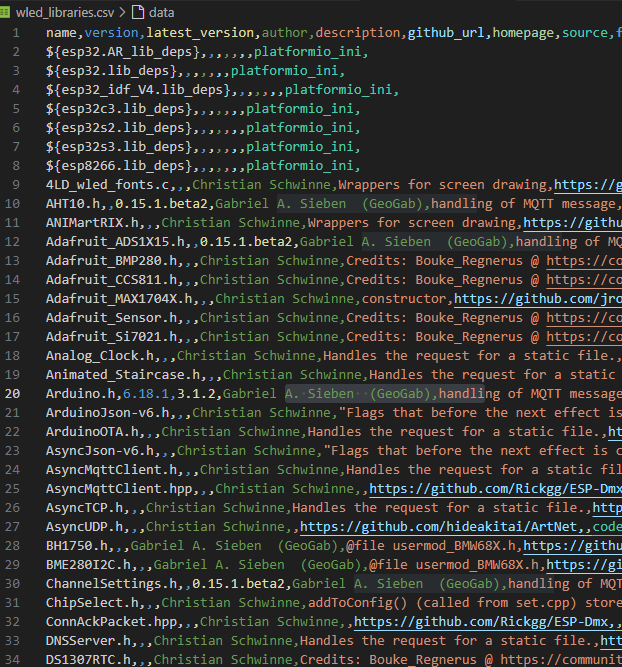 wled_libraries.csv > data
1 name,version,latest_version,author,description,github_url,homepage,source,f
2 ${esp32.AR_lib_deps},,,,,,,platformio_ini,
3 ${esp32.lib_deps},,,,,,,platformio_ini,
4 ${esp32_idf_V4.lib_deps},,,,,,,platformio_ini,
5 ${esp32c3.lib_deps},,,,,,,platformio_ini,
6 ${esp32s2.lib_deps},,,,,,,platformio_ini,
7 ${esp32s3.lib_deps},,,,,,,platformio_ini,
8 ${esp8266.lib_deps},,,,,,,platformio_ini,
9 4LD_wled_fonts.c,,,Christian Schwinne,Wrappers for screen drawing,https://g
10 AHT10.h,,0.15.1.beta2,Gabriel A. Sieben  (GeoGab),handling of MQTT message,
11 ANIMartRIX.h,,,Christian Schwinne,Wrappers for screen drawing,https://githu
12 Adafruit_ADS1X15.h,,0.15.1.beta2,Gabriel A. Sieben  (GeoGab),handling of MQ
13 Adafruit_BMP280.h,,,Christian Schwinne,Credits: Bouke_Regnerus @ https://co
14 Adafruit_CCS811.h,,,Christian Schwinne,Credits: Bouke_Regnerus @ https://co
15 Adafruit_MAX1704X.h,,,Christian Schwinne,constructor,https://github.com/jro
16 Adafruit_Sensor.h,,,Christian Schwinne,Credits: Bouke_Regnerus @ https://co
17 Adafruit_Si7021.h,,,Christian Schwinne,Credits: Bouke_Regnerus @ https://co
18 Analog_Clock.h,,,Christian Schwinne,Handles the request for a static file.,
19 Animated_Staircase.h,,,Christian Schwinne,Handles the request for a static
20 Arduino.h,6.18.1,3.1.2,Gabriel A. Sieben  (GeoGab),handling of MQTT message
21 ArduinoJson-v6.h,,,Christian Schwinne,"Flags that before the next effect is
22 ArduinoOTA.h,,,Christian Schwinne,Handles the request for a static file.,ht
23 AsyncJson-v6.h,,,Christian Schwinne,"Flags that before the next effect is c
24 AsyncMqttClient.h,,,Christian Schwinne,Handles the request for a static fil
25 AsyncMqttClient.hpp,,,Christian Schwinne,,https://github.com/Rickgg/ESP-Dmx
26 AsyncTCP.h,,,Christian Schwinne,Handles the request for a static file.,http
27 AsyncUDP.h,,,Christian Schwinne,,https://github.com/hideakitai/ArtNet,,code
28 BH1750.h,,,Gabriel A. Sieben  (GeoGab),@file usermod_BMW68X.h,https://githu
29 BME280I2C.h,,,Gabriel A. Sieben  (GeoGab),@file usermod_BMW68X.h,https://gi
30 ChannelSettings.h,,0.15.1.beta2,Gabriel A. Sieben  (GeoGab),handling of MQT
31 ChipSelect.h,,,Christian Schwinne,addToConfig() (called from set.cpp) store
32 ConnAckPacket.hpp,,,Christian Schwinne,,https://github.com/Rickgg/ESP-Dmx,,
33 DNSServer.h,,,Christian Schwinne,Handles the request for a static file.,htt
34 DS1307RTC.h,,,Christian Schwinne,Credits: Bouke_Regnerus @ https://communit